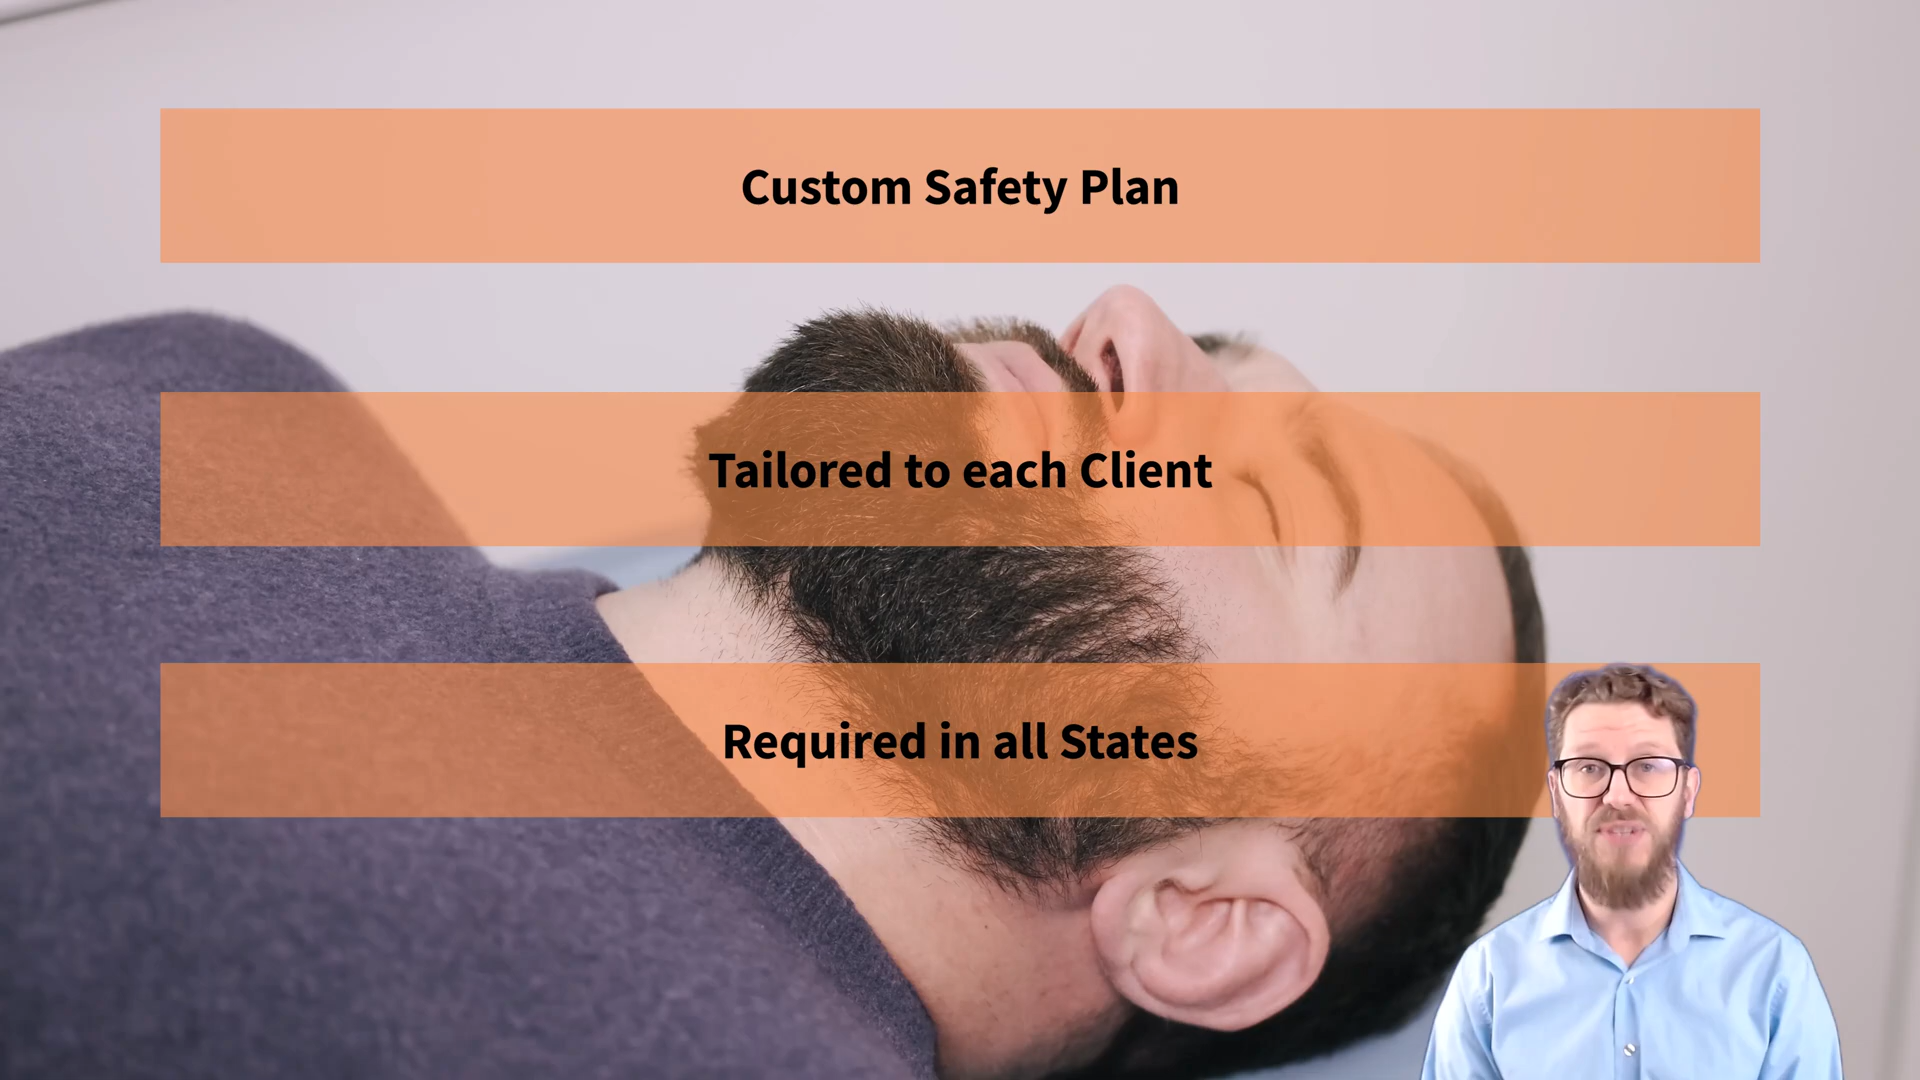 Custom Safety Plan
Tailored to each Client
Required in all States